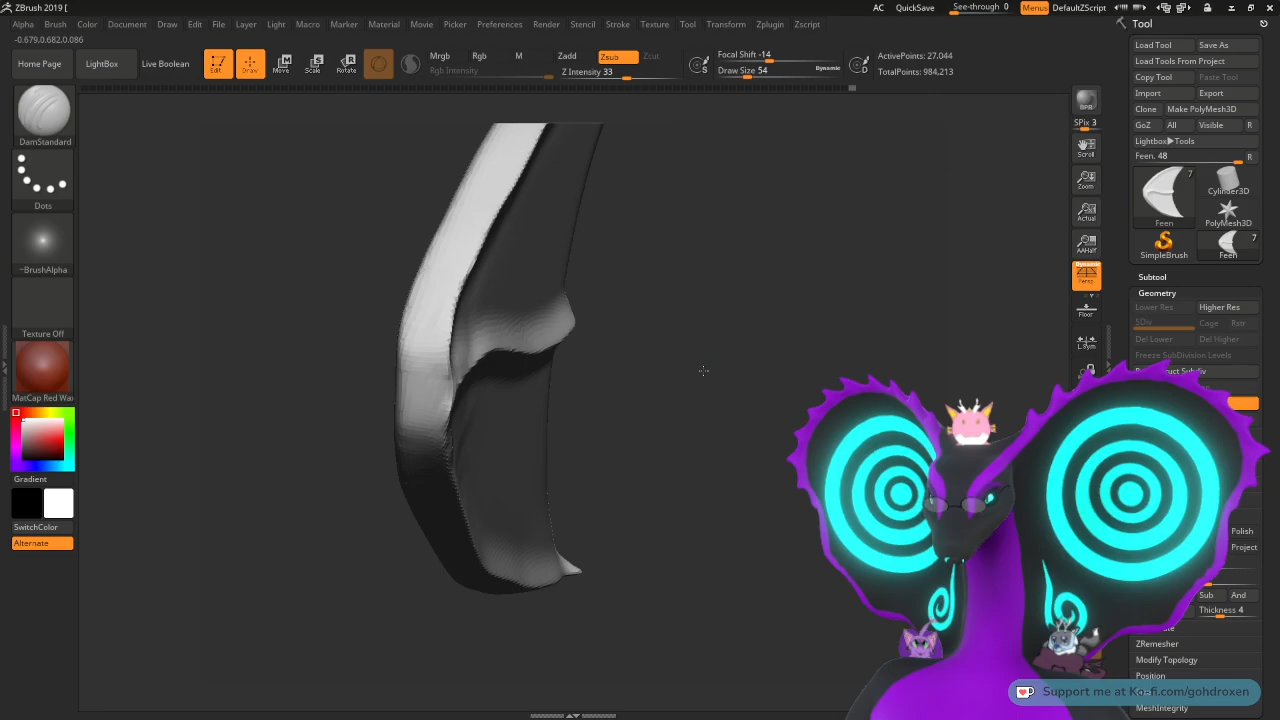 ZBrush 2019 [
AC QuickSave See-through 0 Menus DefaultZScript
Alpha Brush Color Document Draw Edit File Layer Light Macro Marker Material Movie Picker Preferences Render Stencil Stroke Texture Tool Transform Zplugin Zscript
-0.679,0.682,0.086
Home Page LightBox Live Boolean Edit Draw Move Scale Rotate
Mrgb Rgb M Zadd Zsub Zcut
Rgb Intensity Z Intensity 33
S Focal Shift -14
Draw Size 54 Dynamic
D ActivePoints: 27,044
TotalPoints: 984,213
DamStandard
Dots
~BrushAlpha
Texture Off
MatCap Red Wax
Gradient
SwitchColor
Alternate
BPR
SPix 3
Scroll
Zoom
Actual
AAHalf
Dynamic
Persp
Floor
L.Sym
Tool
Load Tool Save As
Load Tools From Project
Copy Tool Paste Tool
Import Export
Clone Make PolyMesh3D
GoZ All Visible R
Lightbox▶Tools
Feen. 48 R
7
Feen Cylinder3D
PolyMesh3D
SimpleBrush 7
Feen
Subtool
Geometry
Lower Res Higher Res
SDiv Cage Rstr
Del Lower Del Higher
Freeze SubDivision Levels
Polish
Project
Sub And
Thickness 4
ZRemesher
Modify Topology
Position
MeshIntegrity
Support me at Ko-fi.com/gohdroxen